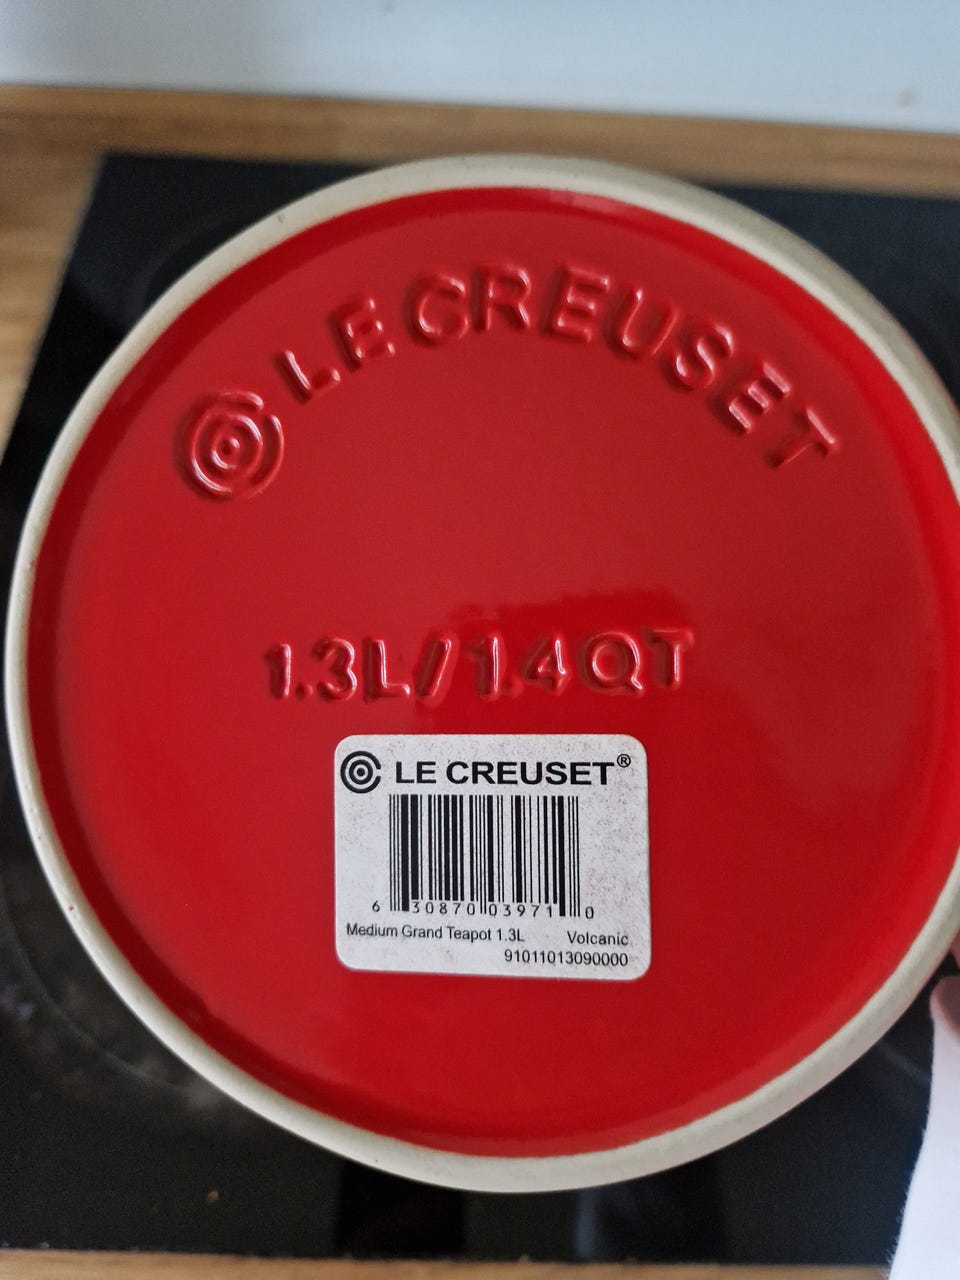 LE CREUSET
1.3L/1.4QT
LE CREUSET®
6 30870 03971 0
Medium Grand Teapot 1.3L Volcanic
91011013090000